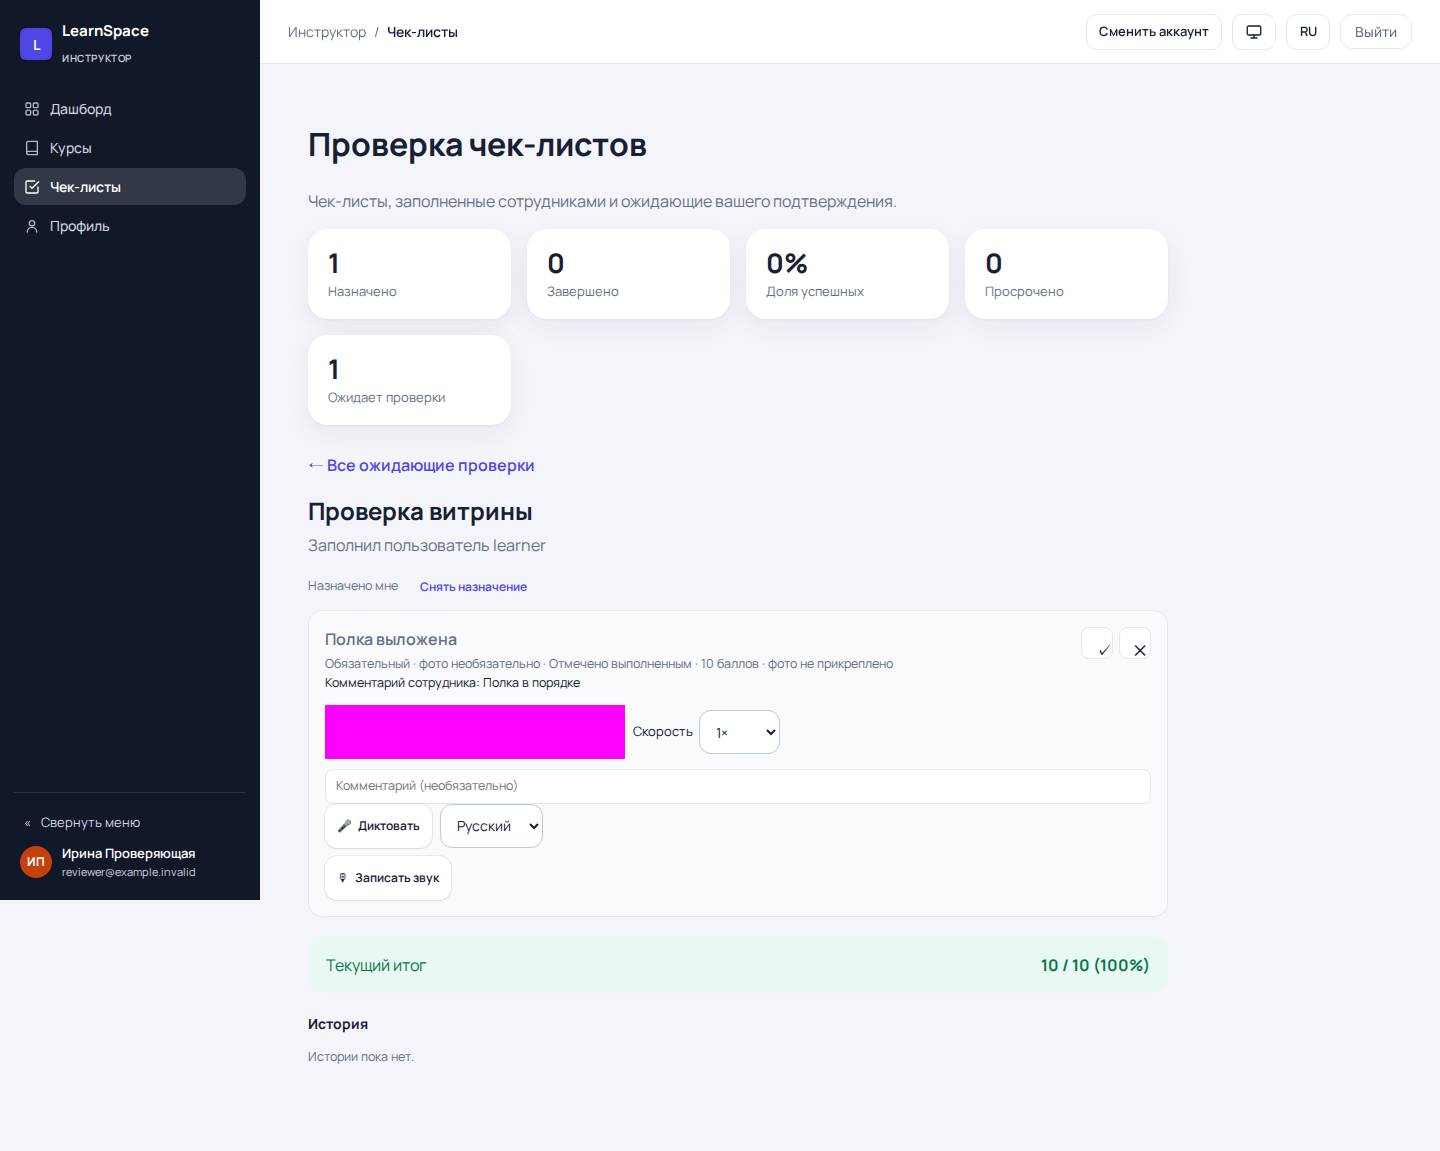 LearnSpace
ИНСТРУКТОР
L
Дашборд
Курсы
Чек-листы
Профиль
« Свернуть меню
ИП
Ирина Проверяющая
reviewer@example.invalid
Инструктор / Чек-листы
Сменить аккаунт
RU
Выйти
Проверка чек-листов
Чек-листы, заполненные сотрудниками и ожидающие вашего подтверждения.
1
Назначено
0
Завершено
0%
Доля успешных
0
Просрочено
1
Ожидает проверки
← Все ожидающие проверки
Проверка витрины
Заполнил пользователь learner
Назначено мне Снять назначение
Полка выложена
✓ ✕
Обязательный · фото необязательно · Отмечено выполненным · 10 баллов · фото не прикреплено
Комментарий сотрудника: Полка в порядке
Скорость 1×
Комментарий (необязательно)
🎤 Диктовать Русский
🎙 Записать звук
Текущий итог 10 / 10 (100%)
История
Истории пока нет.